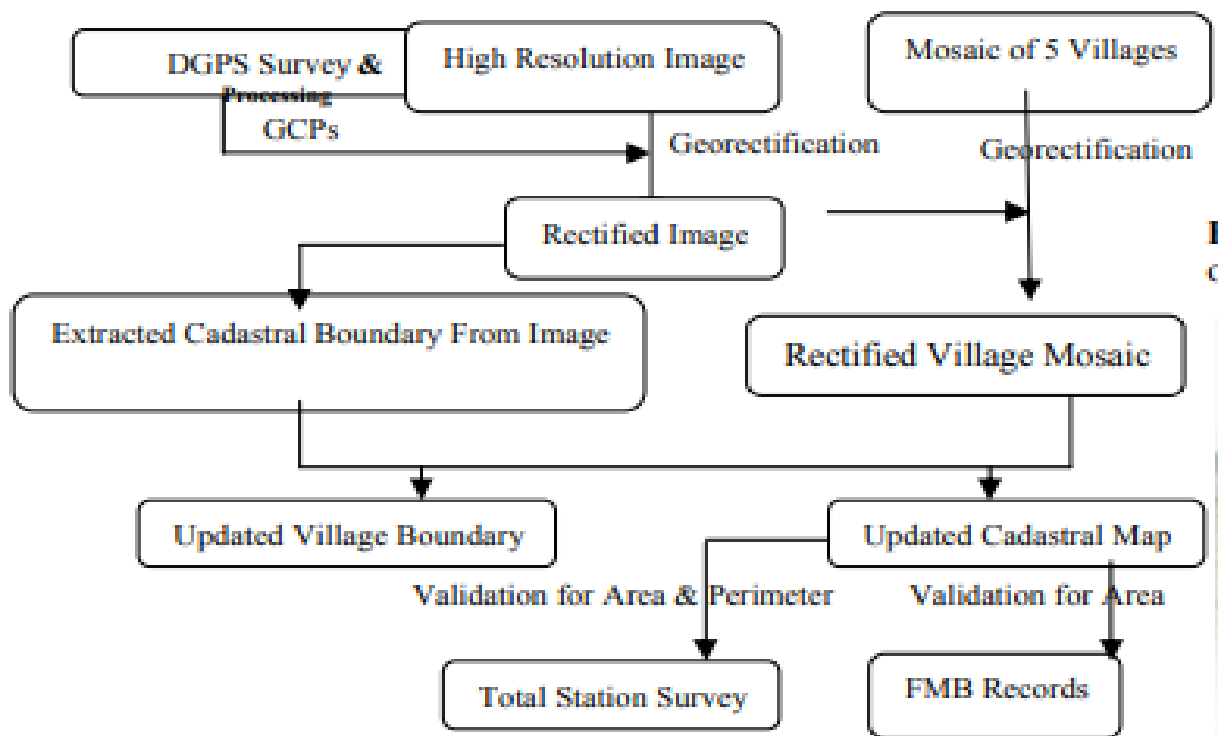 DGPS Survey &
Processing
High Resolution Image
Mosaic of 5 Villages
GCPs
Georectification
Georectification
Rectified Image
Extracted Cadastral Boundary From Image
Rectified Village Mosaic
Updated Village Boundary
Updated Cadastral Map
Validation for Area & Perimeter
Validation for Area
Total Station Survey
FMB Records